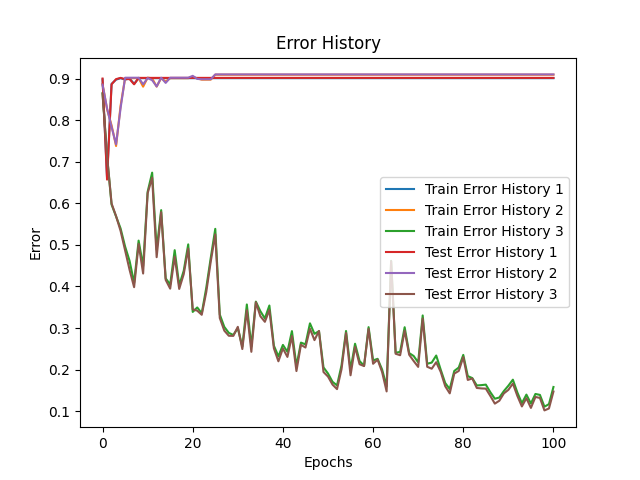 Error History
Error
0.9
0.8
0.7
0.6
0.5
0.4
0.3
0.2
0.1
Train Error History 1
Train Error History 2
Train Error History 3
Test Error History 1
Test Error History 2
Test Error History 3
0 20 40 60 80 100
Epochs